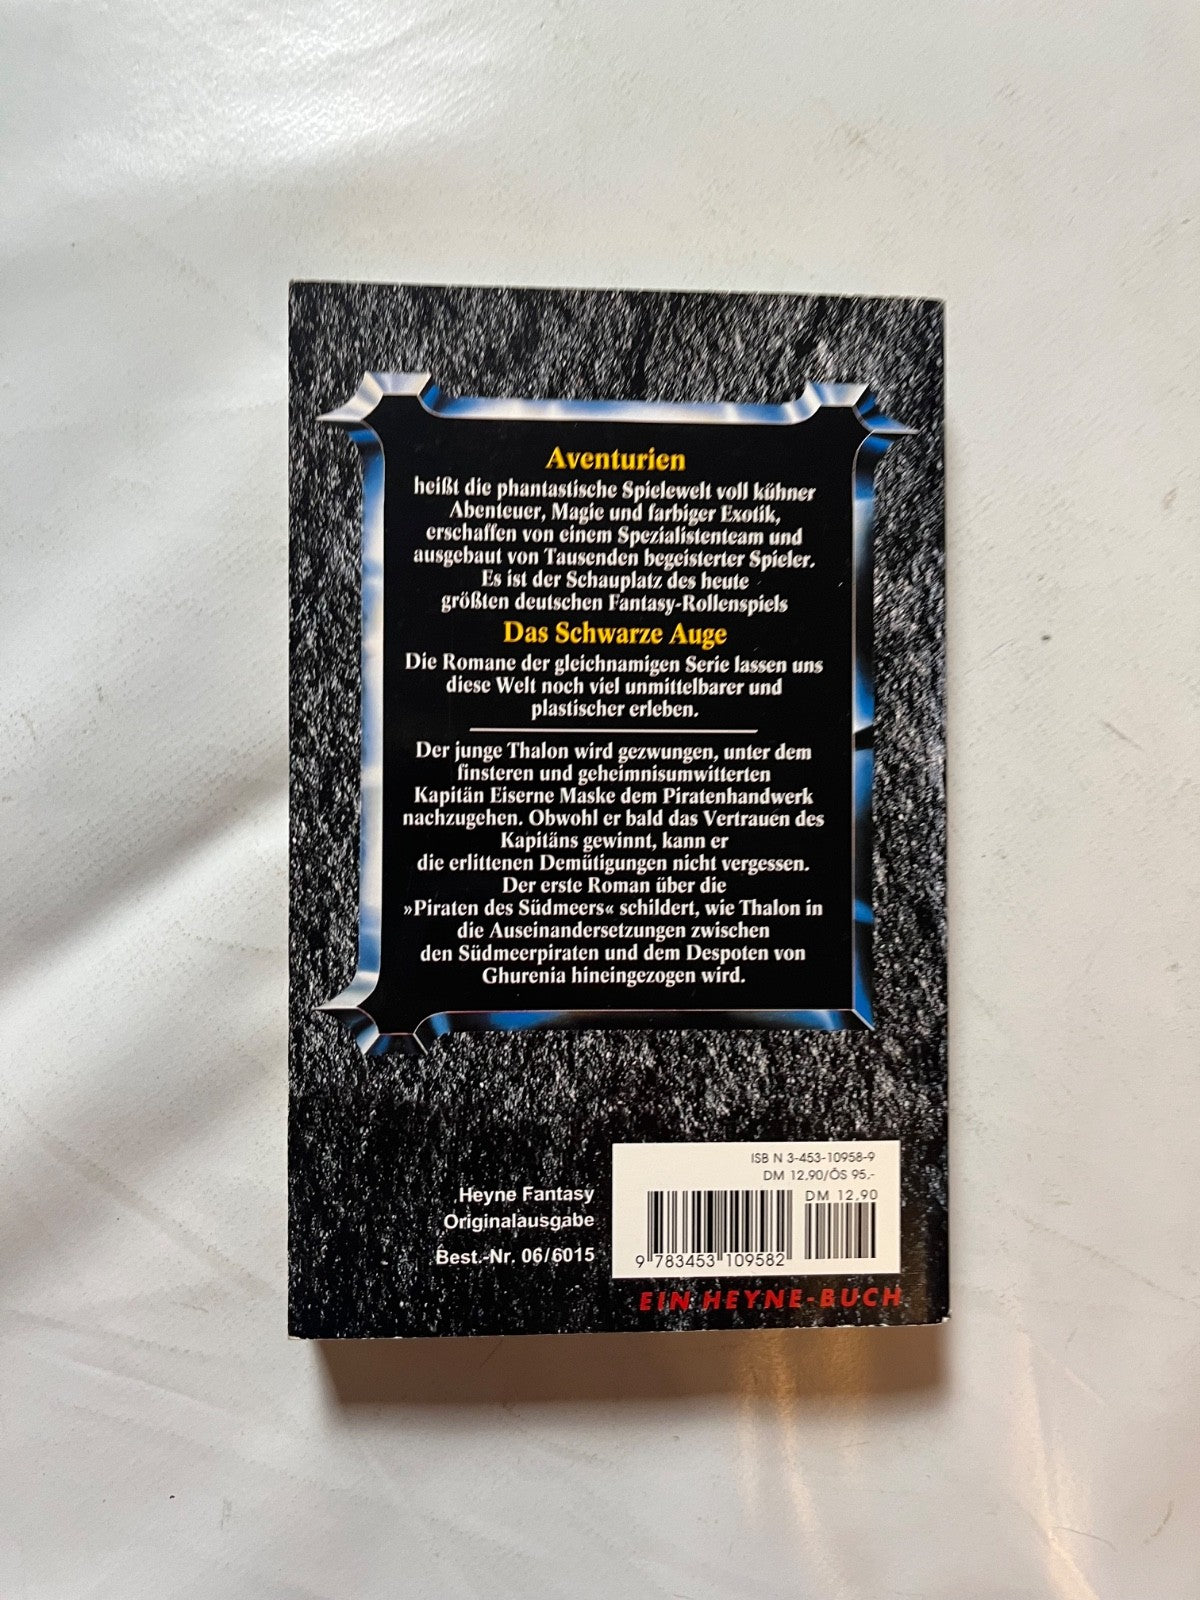 Aventurien
heißt die phantastische Spielewelt voll kühner
Abenteuer, Magie und farbiger Exotik,
erschaffen von einem Spezialistenteam und
ausgebaut von Tausenden begeisterter Spieler.
Es ist der Schauplatz des heute
größten deutschen Fantasy-Rollenspiels
Das Schwarze Auge
Die Romane der gleichnamigen Serie lassen uns
diese Welt noch viel unmittelbarer und
plastischer erleben.
Der junge Thalon wird gezwungen, unter dem
finsteren und geheimnisumwitterten
Kapitän Eiserne Maske dem Piratenhandwerk
nachzugehen. Obwohl er bald das Vertrauen des
Kapitäns gewinnt, kann er
die erlittenen Demütigungen nicht vergessen.
Der erste Roman über die
»Piraten des Südmeers« schildert, wie Thalon in
die Auseinandersetzungen zwischen
den Südmeerpiraten und dem Despoten von
Ghurenia hineingezogen wird.
Heyne Fantasy
Originalausgabe
Best.-Nr. 06/6015
ISBN 3-453-10958-9
DM 12,90/ÖS 95,-
DM 12,90
9 783453 109582
EIN HEYNE-BUCH